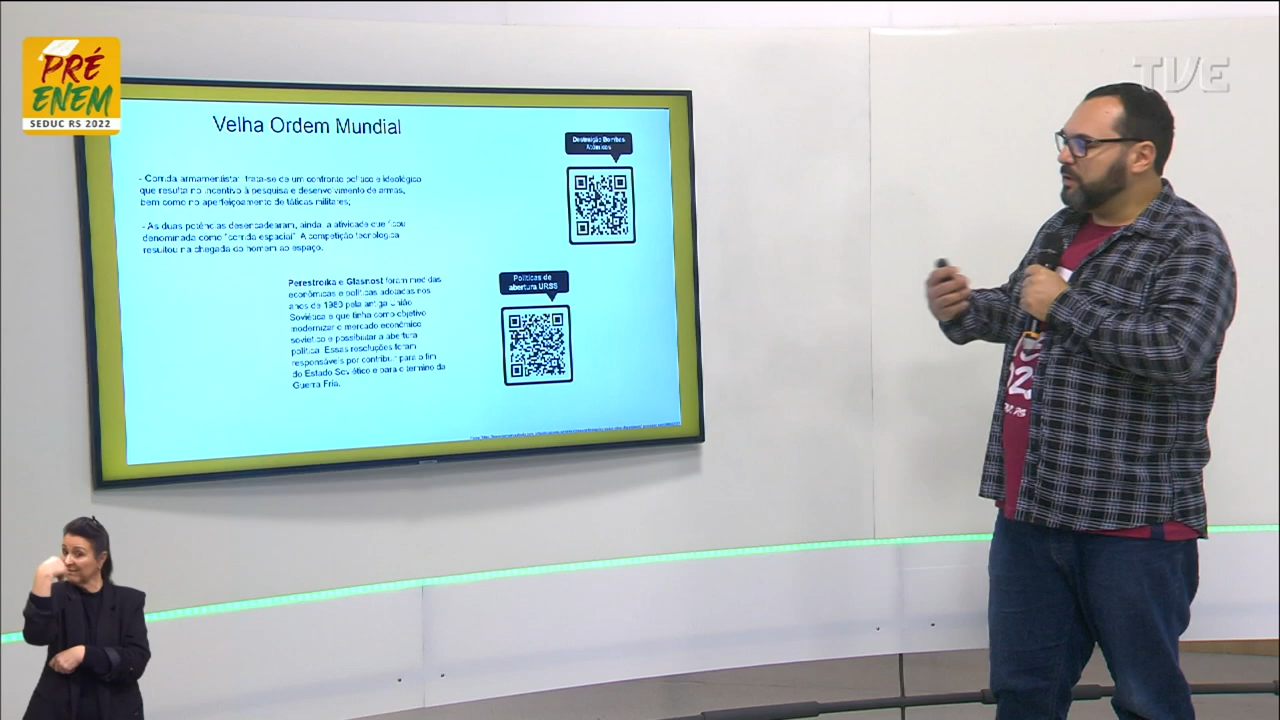 PRÉ
ENEM
SEDUC RS 2022
TVE
Velha Ordem Mundial
Destruição Bombas
Atômicas
- Corrida armamentista: trata-se de um confronto político e ideológico
que resulta no incentivo à pesquisa e desenvolvimento de armas,
bem como no aperfeiçoamento de táticas militares;
- As duas potências desencadearam, ainda, a atividade que ficou
denominada como "corrida espacial". A competição tecnológica
resultou na chegada do homem ao espaço.
Perestroika e Glasnost foram medidas
econômicas e políticas adotadas nos
anos de 1980 pela antiga União
Soviética e que tinha como objetivo
modernizar o mercado econômico
soviético e possibilitar a abertura
política. Essas resoluções foram
responsáveis por contribuir para o fim
do Estado Soviético e para o término da
Guerra Fria.
Políticas de
abertura URSS